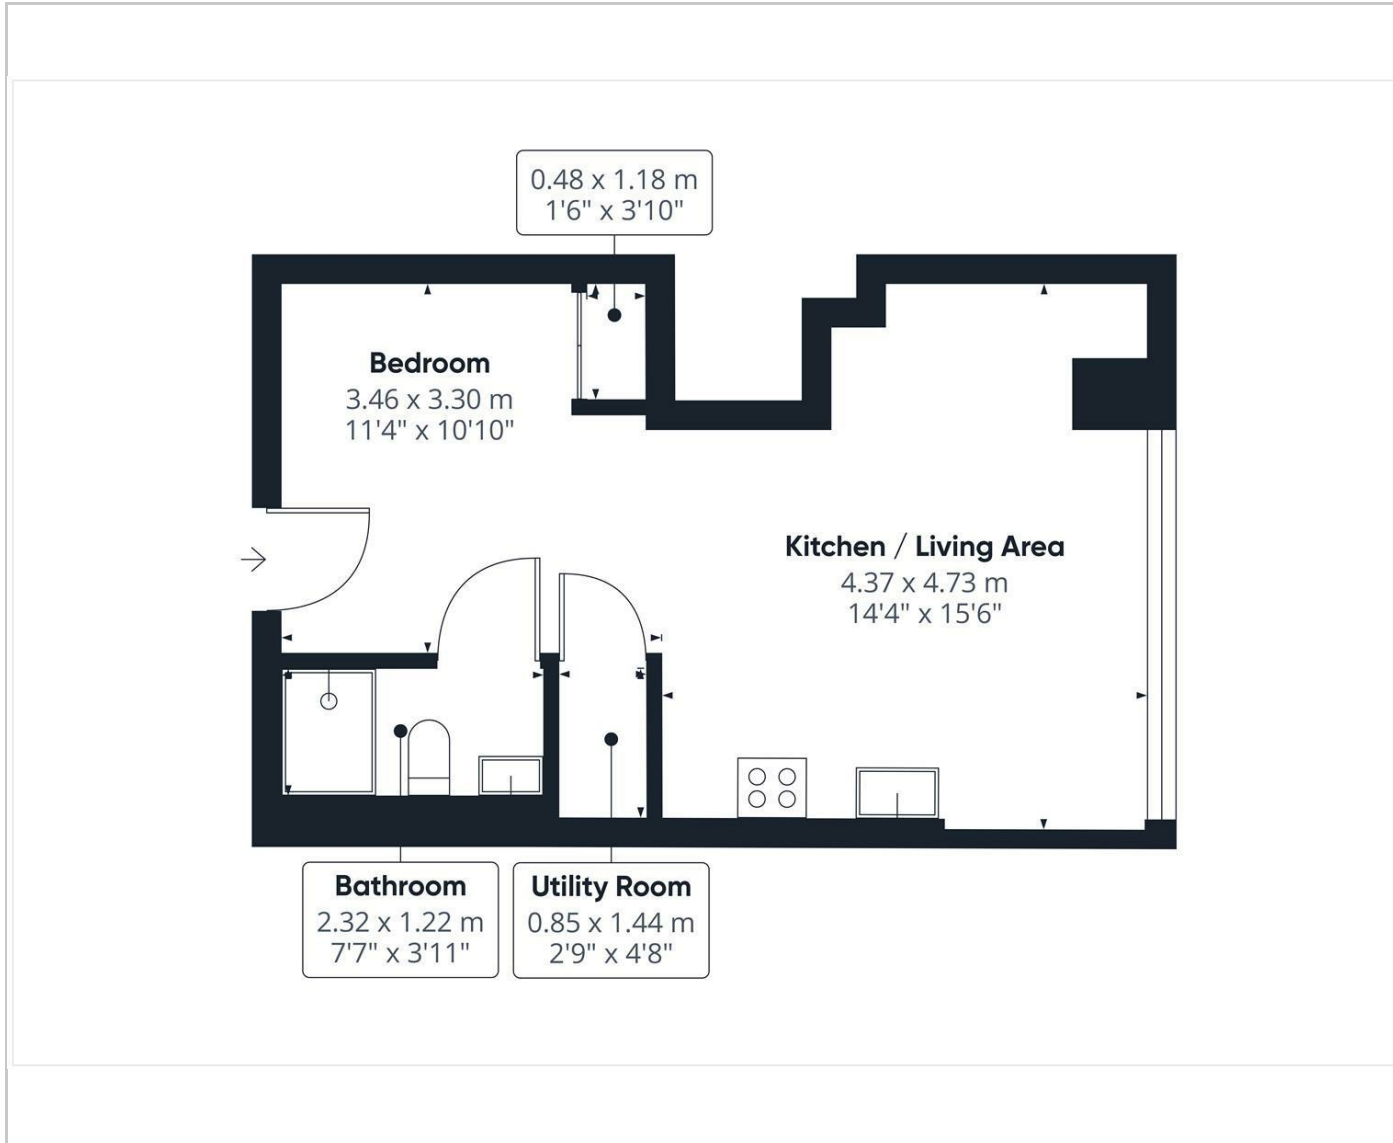 0.48 x 1.18 m
1'6" x 3'10"
Bedroom
3.46 x 3.30 m
11'4" x 10'10"
Kitchen / Living Area
4.37 x 4.73 m
14'4" x 15'6"
Bathroom
2.32 x 1.22 m
7'7" x 3'11"
Utility Room
0.85 x 1.44 m
2'9" x 4'8"